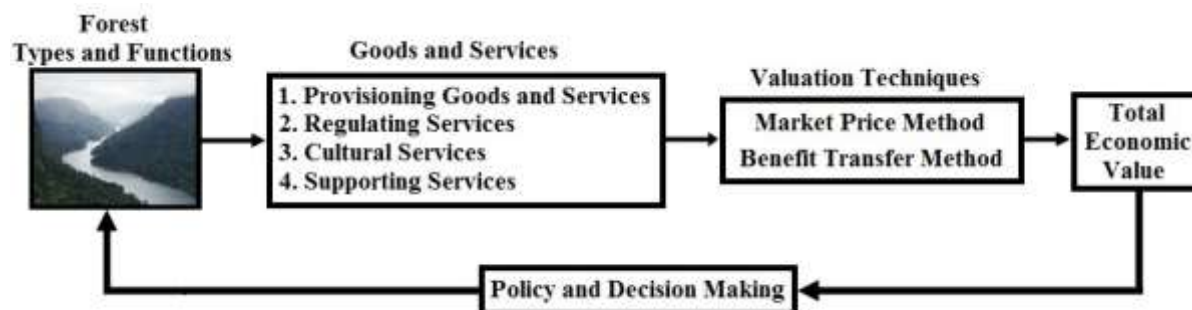 Forest
Types and Functions
Goods and Services
1. Provisioning Goods and Services
2. Regulating Services
3. Cultural Services
4. Supporting Services
Valuation Techniques
Market Price Method
Benefit Transfer Method
Total
Economic
Value
Policy and Decision Making